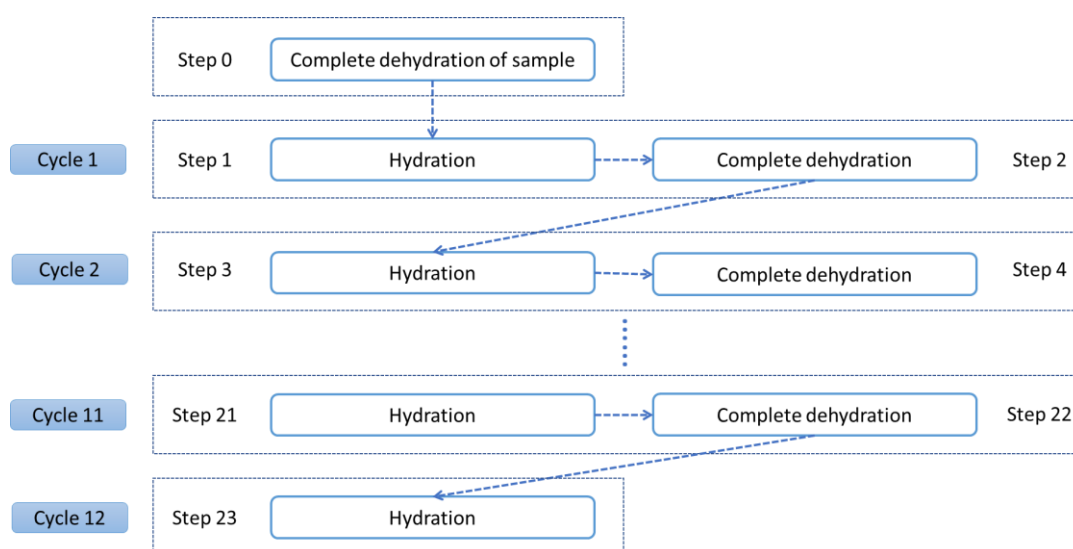 Step 0 Complete dehydration of sample
Cycle 1 Step 1 Hydration Complete dehydration Step 2
Cycle 2 Step 3 Hydration Complete dehydration Step 4
Cycle 11 Step 21 Hydration Complete dehydration Step 22
Cycle 12 Step 23 Hydration